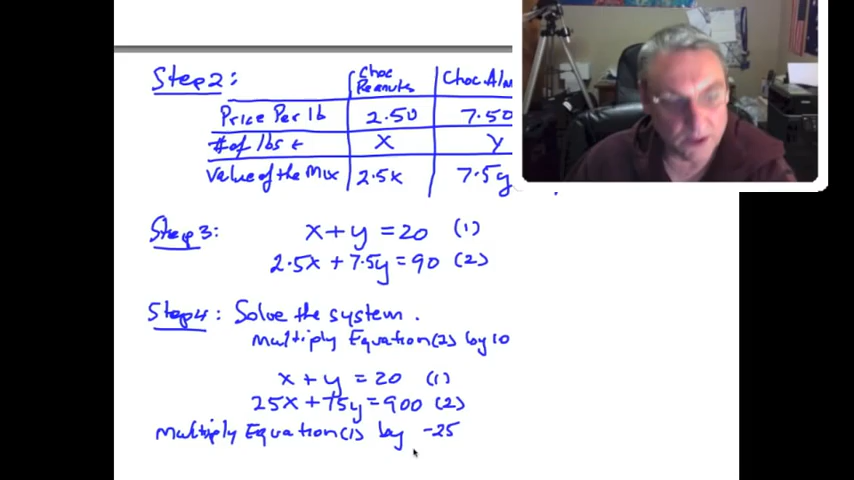 Step 2:
Choc Peanuts Choc Alm
Price Per lb 2.50 7.50
# of lbs X Y
Value of the Mix 2.5x 7.5y
Step 3: x + y = 20 (1)
2.5x + 7.5y = 90 (2)
Step 4: Solve the system.
Multiply Equation (2) by 10
x + y = 20 (1)
25x + 75y = 900 (2)
Multiply Equation (1) by -25